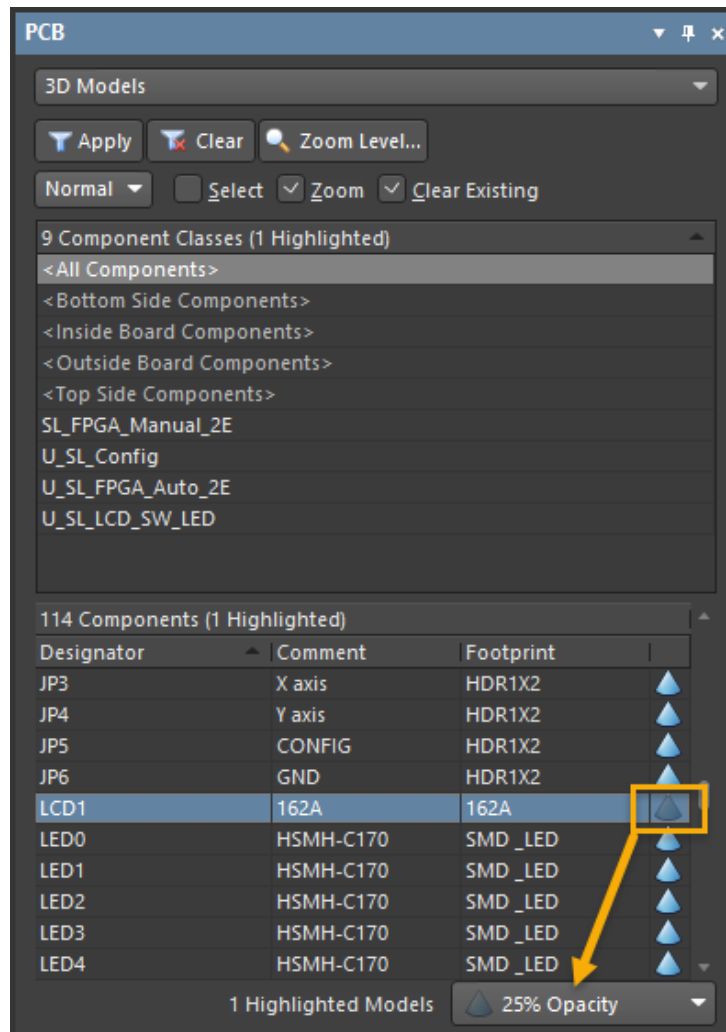 PCB
3D Models
Apply Clear Zoom Level...
Normal Select Zoom Clear Existing
9 Component Classes (1 Highlighted)
<All Components>
<Bottom Side Components>
<Inside Board Components>
<Outside Board Components>
<Top Side Components>
SL_FPGA_Manual_2E
U_SL_Config
U_SL_FPGA_Auto_2E
U_SL_LCD_SW_LED
114 Components (1 Highlighted)
Designator Comment Footprint
JP3 X axis HDR1X2
JP4 Y axis HDR1X2
JP5 CONFIG HDR1X2
JP6 GND HDR1X2
LCD1 162A 162A
LED0 HSMH-C170 SMD _LED
LED1 HSMH-C170 SMD _LED
LED2 HSMH-C170 SMD _LED
LED3 HSMH-C170 SMD _LED
LED4 HSMH-C170 SMD _LED
1 Highlighted Models 25% Opacity